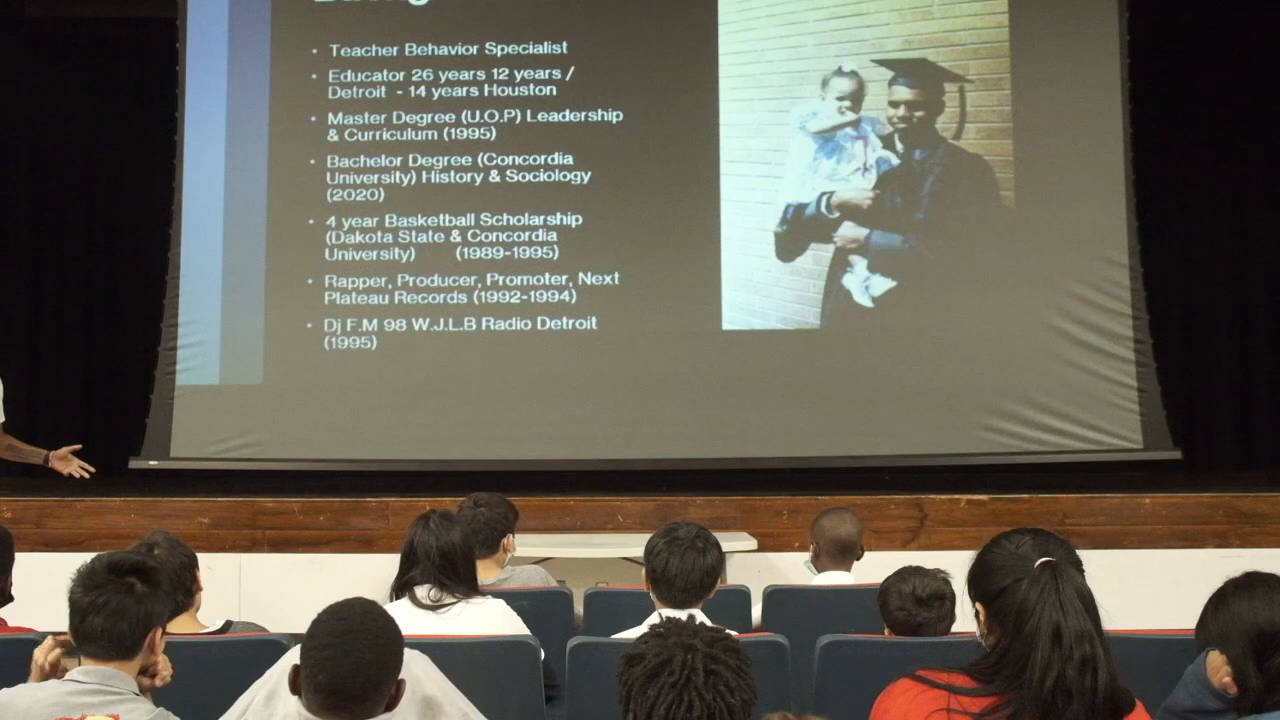 • Teacher Behavior Specialist
• Educator 26 years 12 years /
Detroit - 14 years Houston
• Master Degree (U.O.P) Leadership
& Curriculum (1995)
• Bachelor Degree (Concordia
University) History & Sociology
(2020)
• 4 year Basketball Scholarship
(Dakota State & Concordia
University) (1989-1995)
• Rapper, Producer, Promoter, Next
Plateau Records (1992-1994)
• Dj F.M 98 W.J.L.B Radio Detroit
(1995)